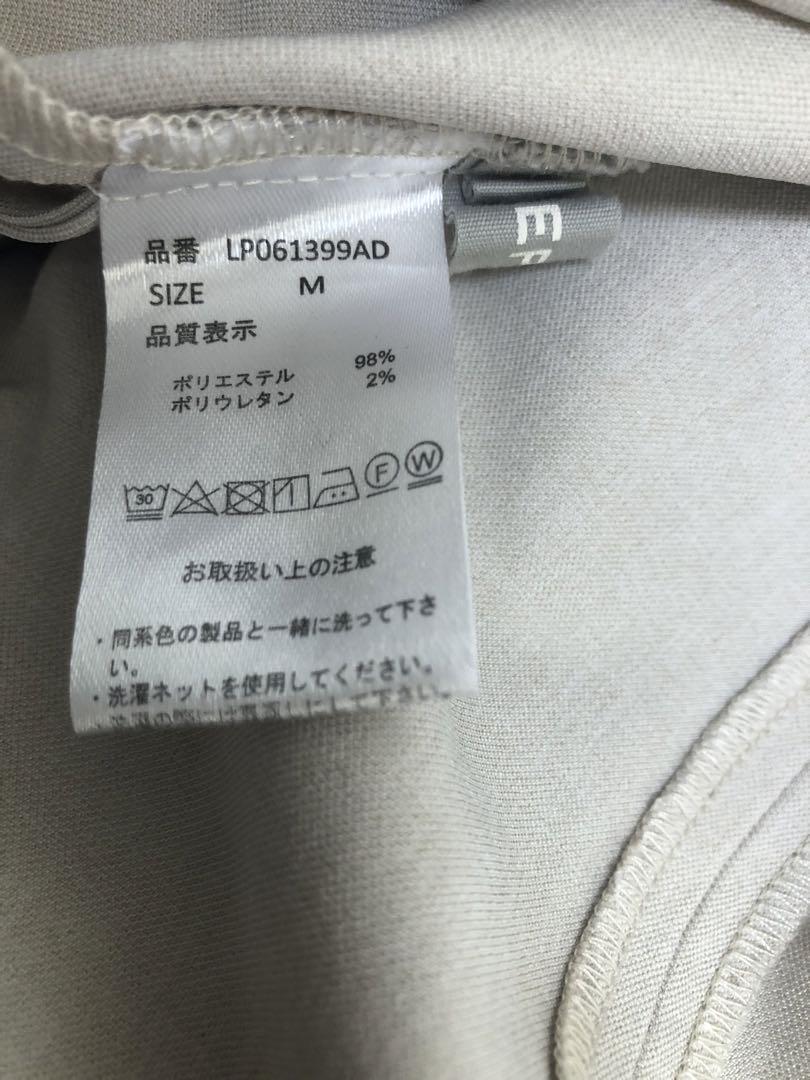 品番 LP061399AD
SIZE M
品質表示
ポリエステル 98%
ポリウレタン 2%
30 F W
お取扱い上の注意
・同系色の製品と一緒に洗って下さ
い。
・洗濯ネットを使用してください。